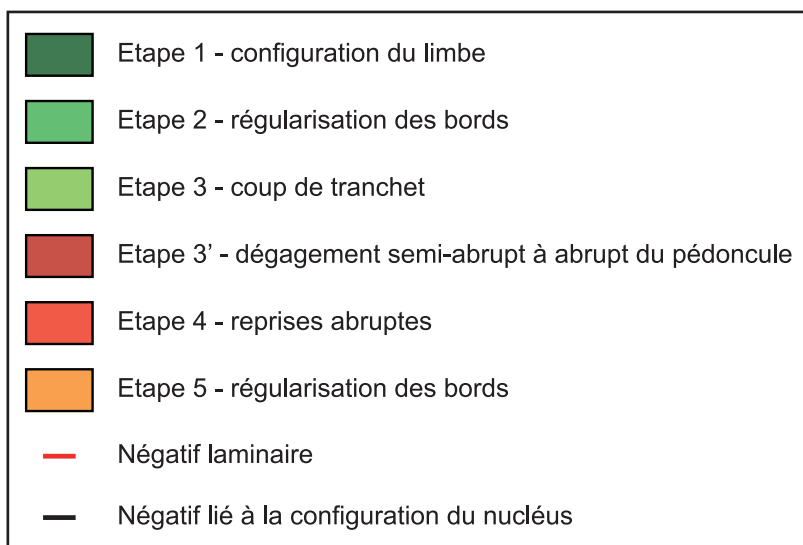 Etape 1 - configuration du limbe
Etape 2 - régularisation des bords
Etape 3 - coup de tranchet
Etape 3’ - dégagement semi-abrupt à abrupt du pédoncule
Etape 4 - reprises abruptes
Etape 5 - régularisation des bords
Négatif laminaire
Négatif lié à la configuration du nucléus